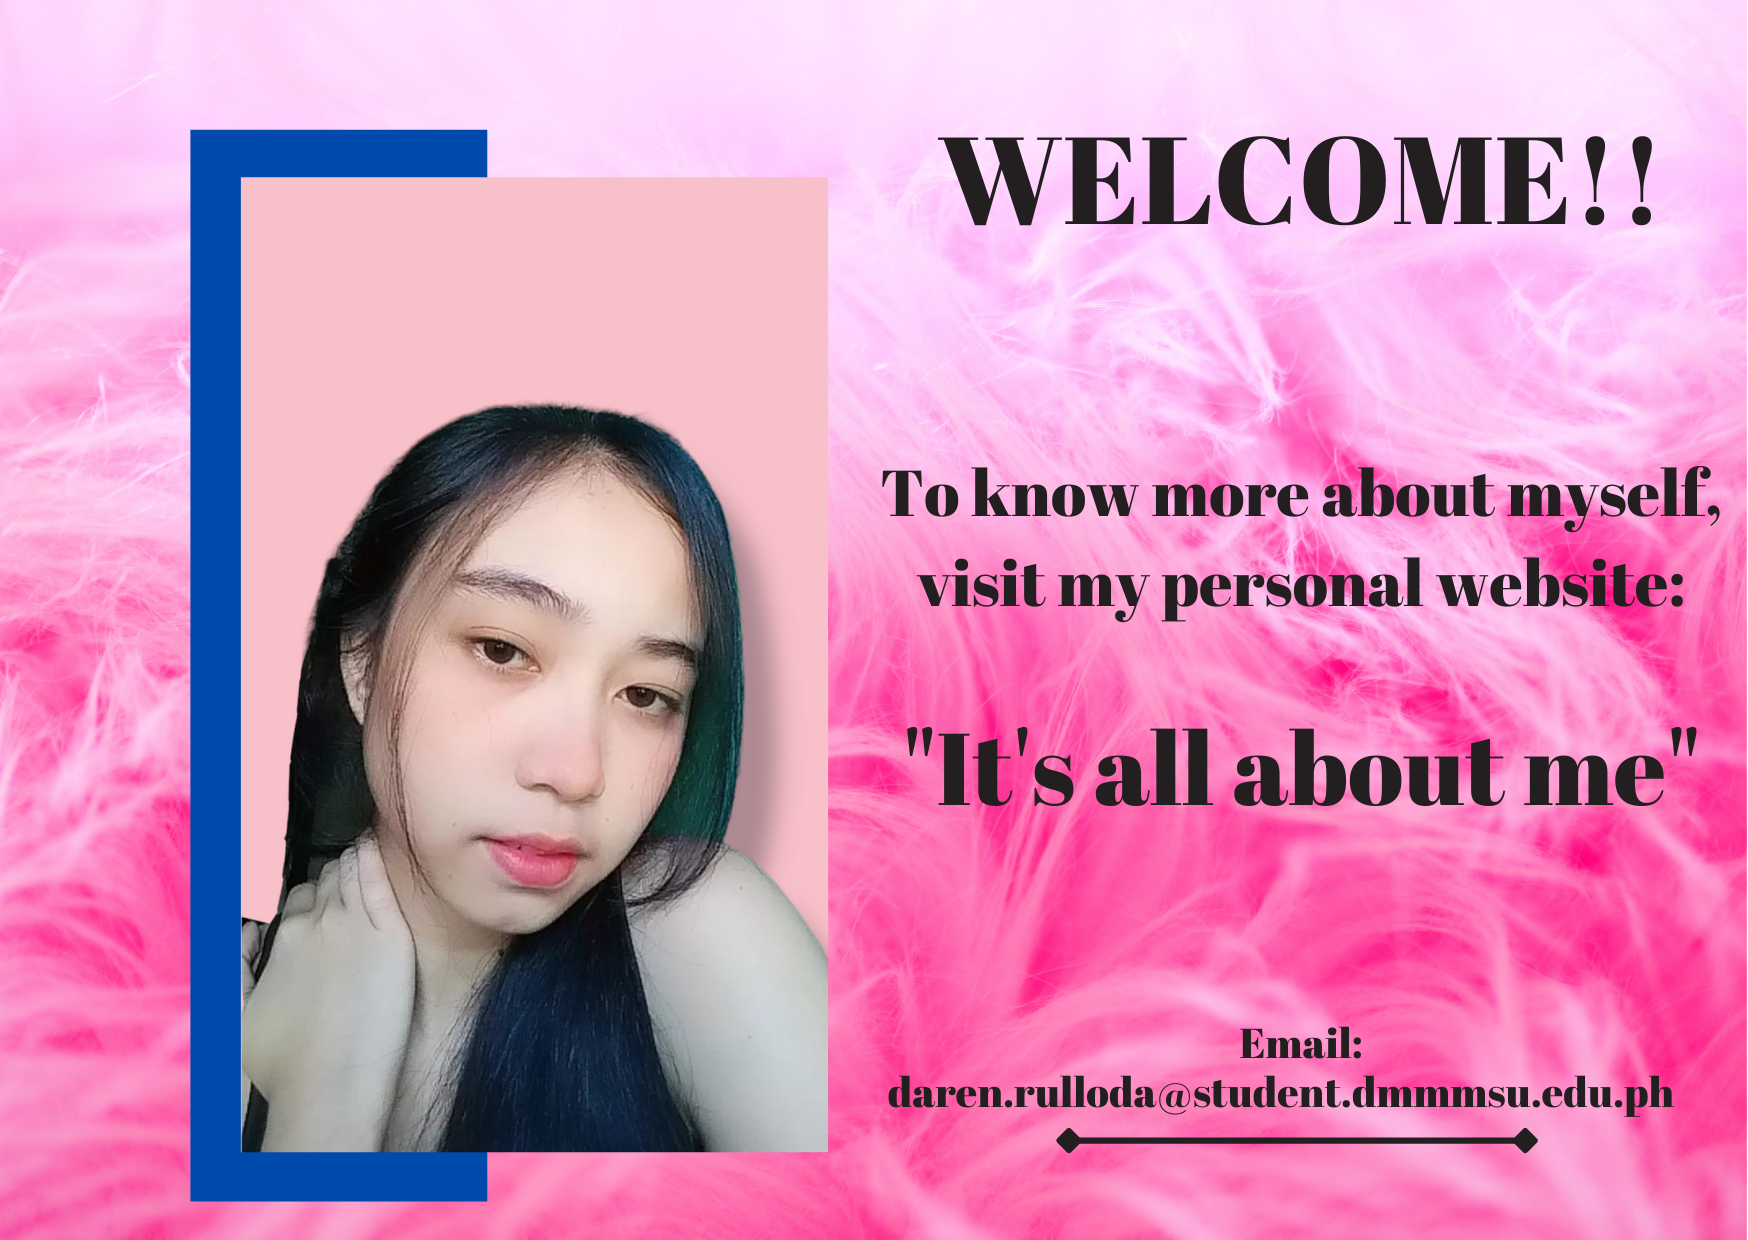 WELCOME!!
To know more about myself,
visit my personal website:
"It's all about me"
Email:
daren.rulloda@student.dmmmsu.edu.ph